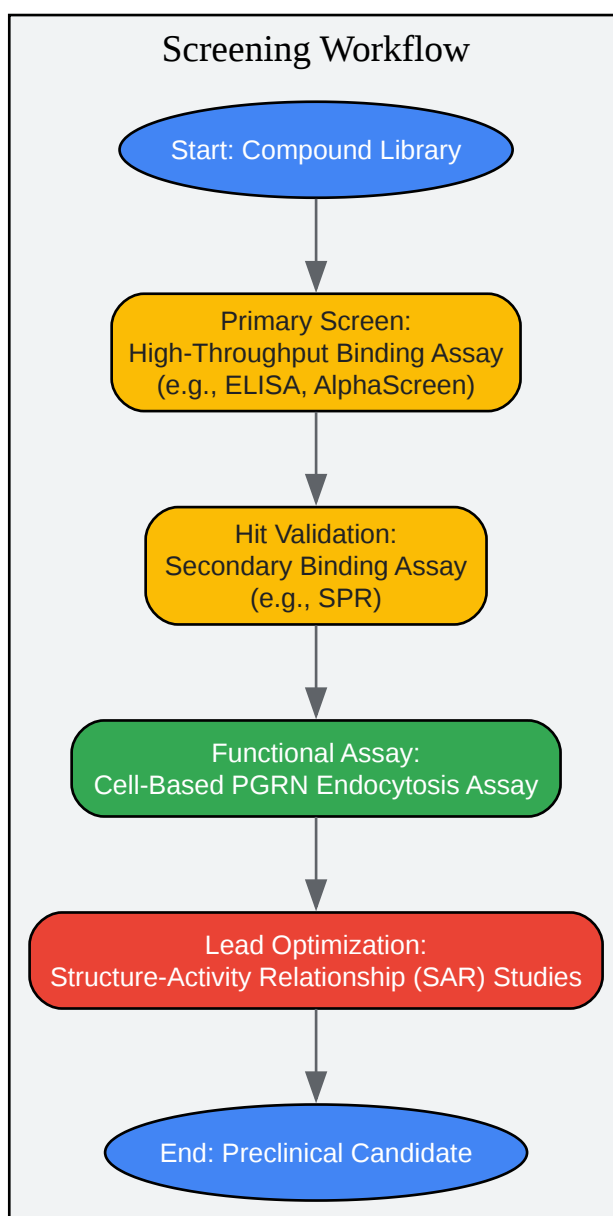 Screening Workflow
Start: Compound Library
Primary Screen:
High-Throughput Binding Assay
(e.g., ELISA, AlphaScreen)
Hit Validation:
Secondary Binding Assay
(e.g., SPR)
Functional Assay:
Cell-Based PGRN Endocytosis Assay
Lead Optimization:
Structure-Activity Relationship (SAR) Studies
End: Preclinical Candidate